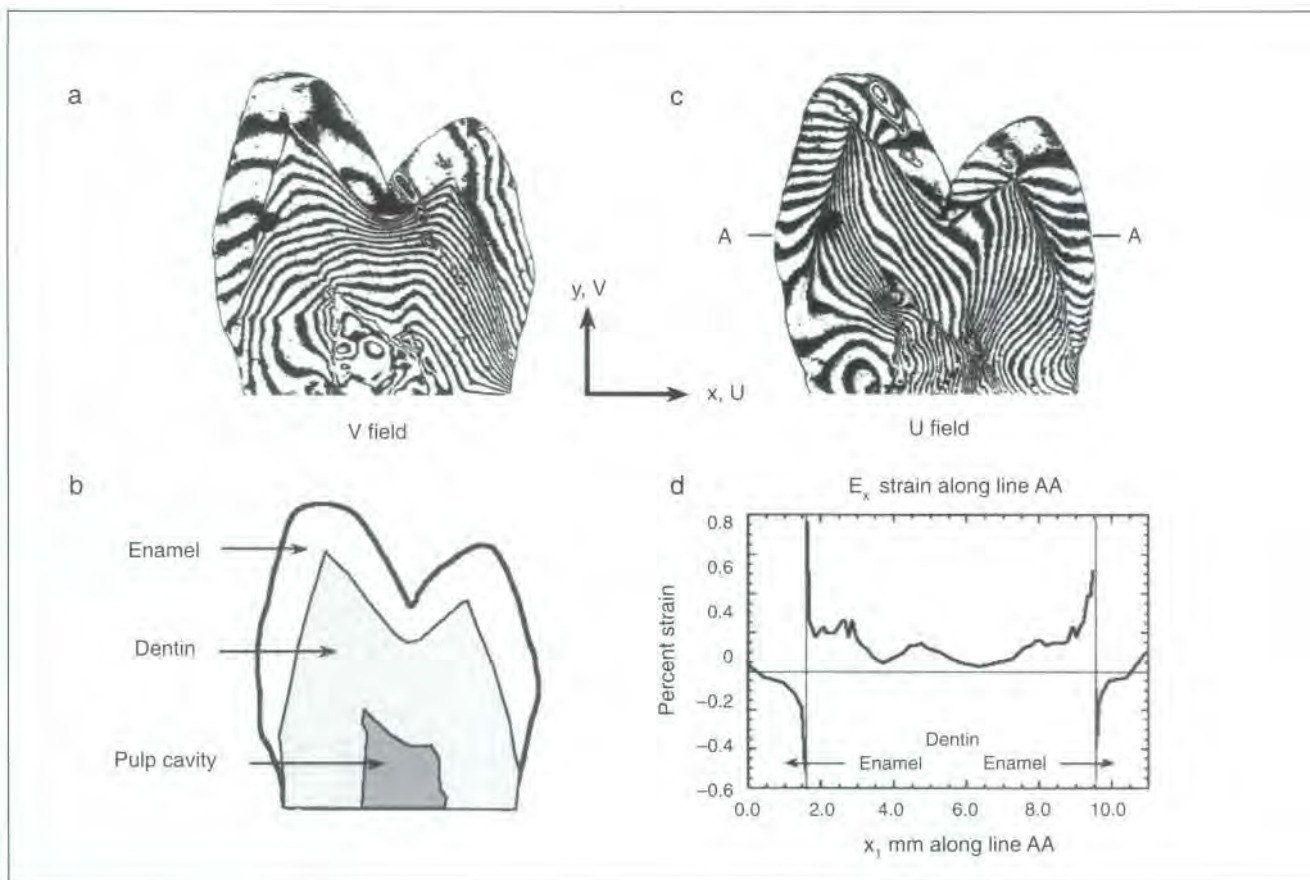 a
c
A
A
y, V
x, U
V field
U field
b
Enamel
Dentin
Pulp cavity
d
Eₓ strain along line AA
Percent strain
0.8
0.6
0.4
0
−0.2
−0.4
−0.6
Dentin
Enamel
Enamel
0.0
2.0
4.0
6.0
8.0
10.0
x₁ mm along line AA